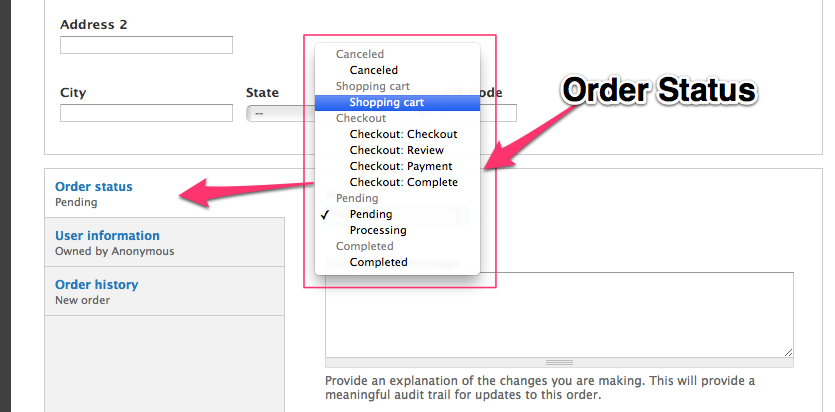 Address 2
City
State
ode
--
Canceled
Canceled
Shopping cart
Shopping cart
Checkout
Checkout: Checkout
Checkout: Review
Checkout: Payment
Checkout: Complete
Pending
✓ Pending
Processing
Completed
Completed
Order Status
Order status
Pending
User information
Owned by Anonymous
Order history
New order
Provide an explanation of the changes you are making. This will provide a
meaningful audit trail for updates to this order.